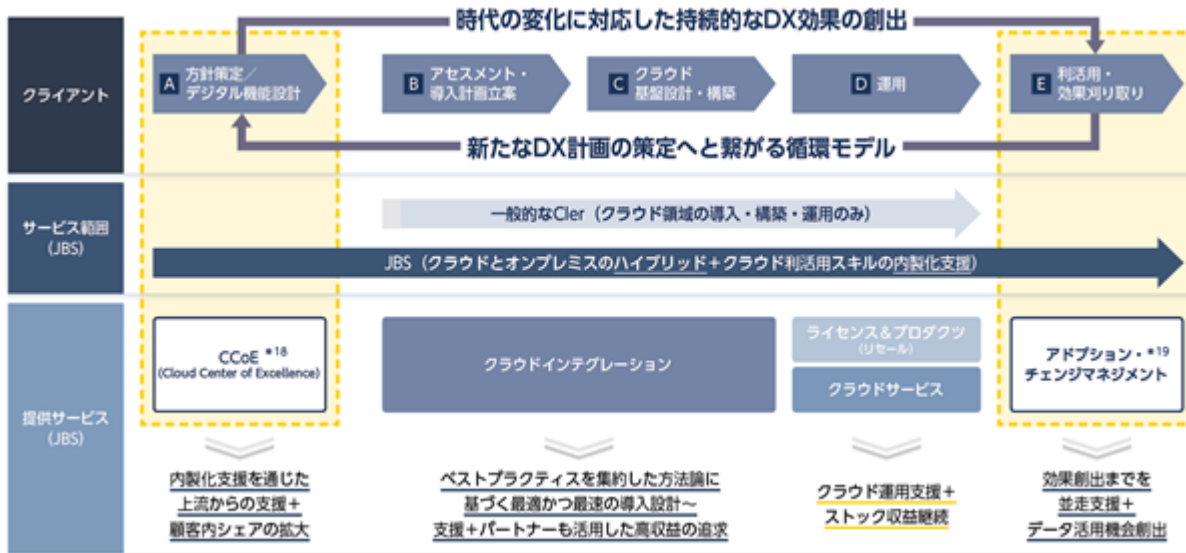 時代の変化に対応した持続的なDX効果の創出
クライアント
A 方針策定／
デジタル機能設計
B アセスメント・
導入計画立案
C クラウド
基盤設計・構築
D 運用
E 利活用・
効果刈り取り
新たなDX計画の策定へと繋がる循環モデル
サービス範囲
(JBS)
一般的なCIer（クラウド領域の導入・構築・運用のみ）
JBS（クラウドとオンプレミスのハイブリッド＋クラウド利活用スキルの内製化支援）
提供サービス
(JBS)
CCoE *18
(Cloud Center of Excellence)
クラウドインテグレーション
ライセンス＆プロダクツ
(リセール)
クラウドサービス
アドプション・*19
チェンジマネジメント
内製化支援を通じた
上流からの支援＋
顧客内シェアの拡大
ベストプラクティスを集約した方法論に
基づく最適かつ最速の導入設計～
支援＋パートナーも活用した高収益の追求
クラウド運用支援＋
ストック収益継続
効果創出までを
並走支援＋
データ活用機会創出